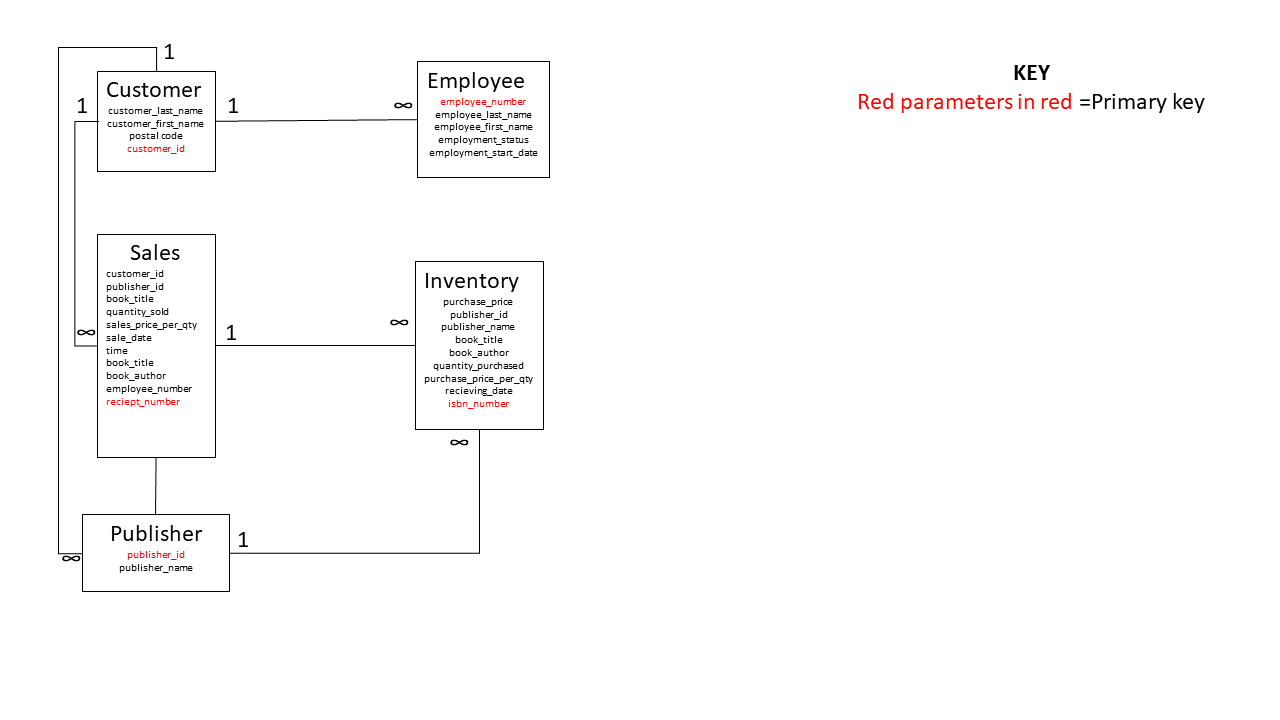 1
Customer
customer_last_name
customer_first_name
postal code
customer_id
1
1
∞
Employee
employee_number
employee_last_name
employee_first_name
employment_status
employment_start_date
KEY
Red parameters in red =Primary key
Sales
customer_id
publisher_id
book_title
quantity_sold
sales_price_per_qty
sale_date
time
book_title
book_author
employee_number
reciept_number
∞
1
∞
Inventory
purchase_price
publisher_id
publisher_name
book_title
book_author
quantity_purchased
purchase_price_per_qty
recieving_date
isbn_number
∞
Publisher
publisher_id
publisher_name
1
∞